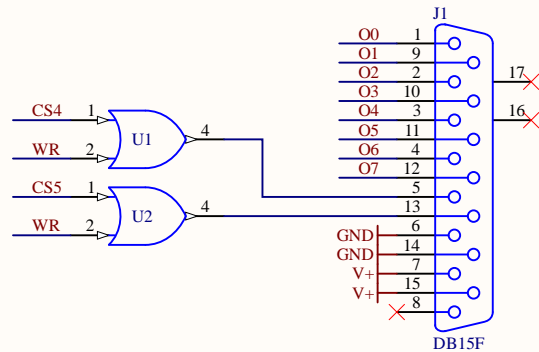 J1
O0 1
O1 9
O2 2
17
O3 10
CS4 1
O4 3
16
U1 4
O5 11
WR 2
O6 4
O7 12
CS5 1
5
U2 4
13
WR 2
GND 6
GND 14
V+ 7
V+ 15
8
DB15F